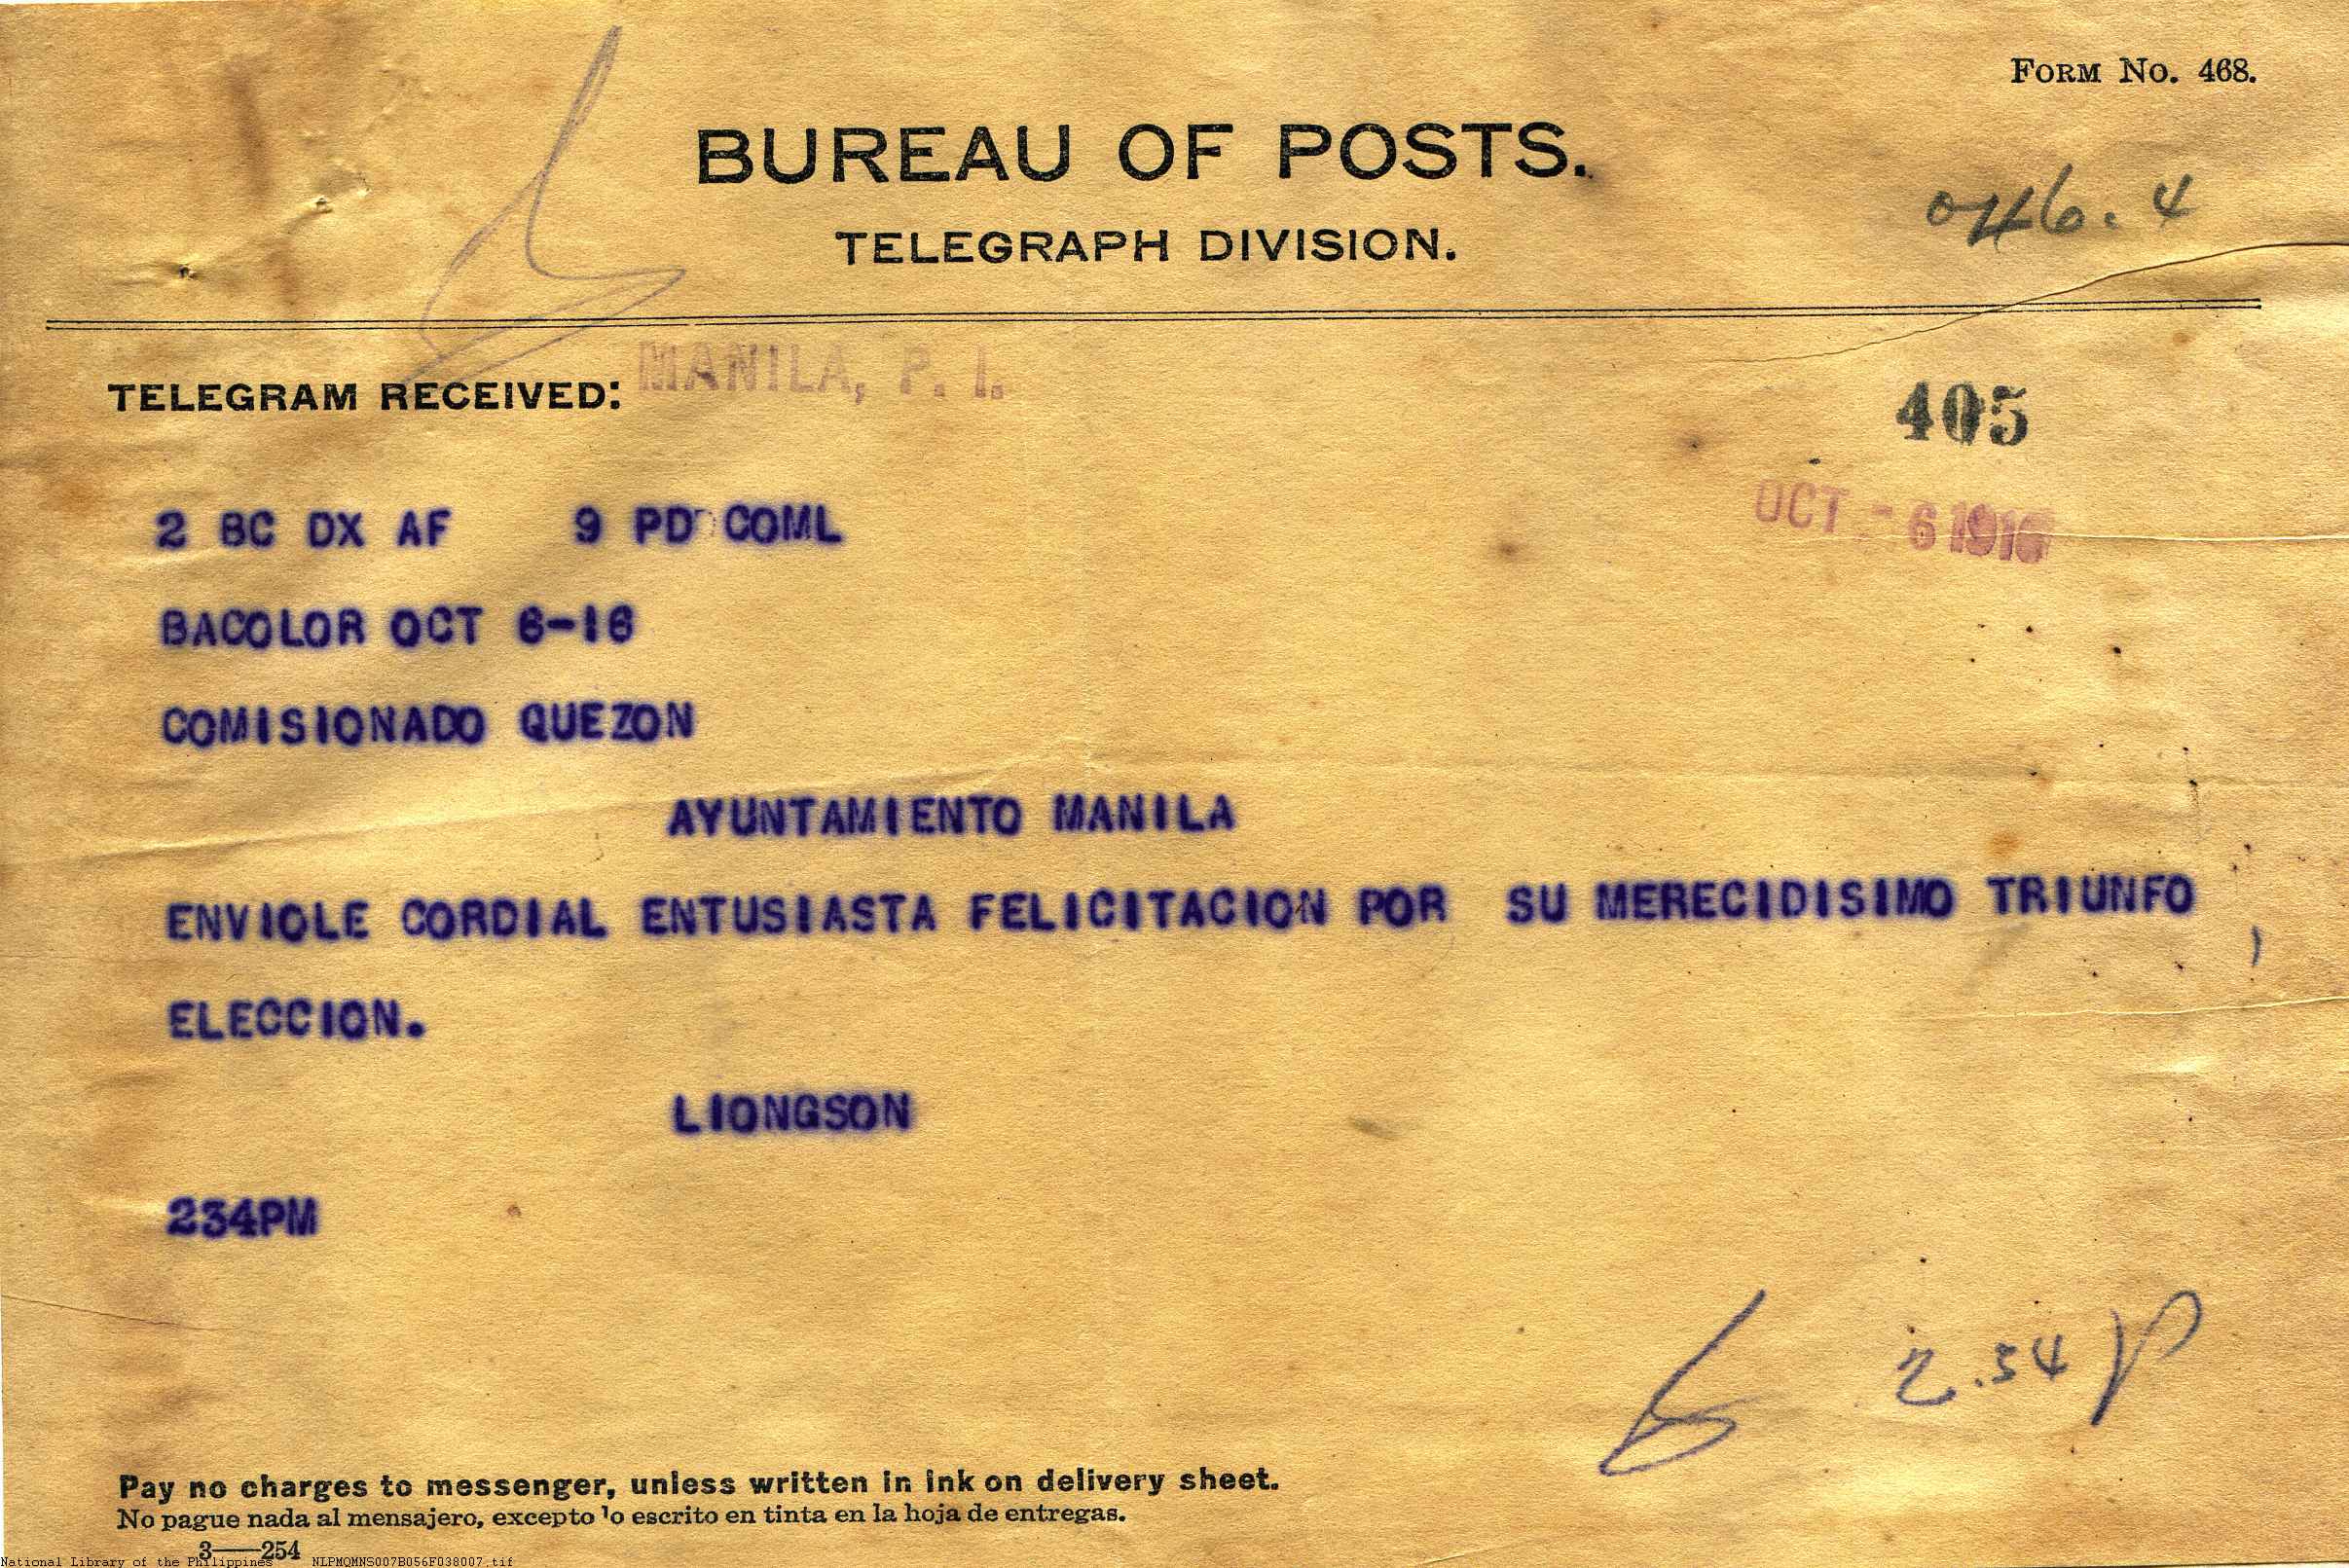 FORM NO. 468.
BUREAU OF POSTS.
TELEGRAPH DIVISION.
TELEGRAM RECEIVED:
MANILA, P. I.
405
OCT - 6 1916
2 BC DX AF 9 PD COML
BACOLOR OCT 6-16
COMISIONADO QUEZON
AYUNTAMIENTO MANILA
ENVIOLE CORDIAL ENTUSIASTA FELICITACION POR SU MERECIDISIMO TRIUNFO
ELECCION.
LIONGSON
234PM
2.34 P
Pay no charges to messenger, unless written in ink on delivery sheet.
No pague nada al mensajero, excepto lo escrito en tinta en la hoja de entregas.
3——254
National Library of the Philippines NLPMQMNS007B056F038007.tif